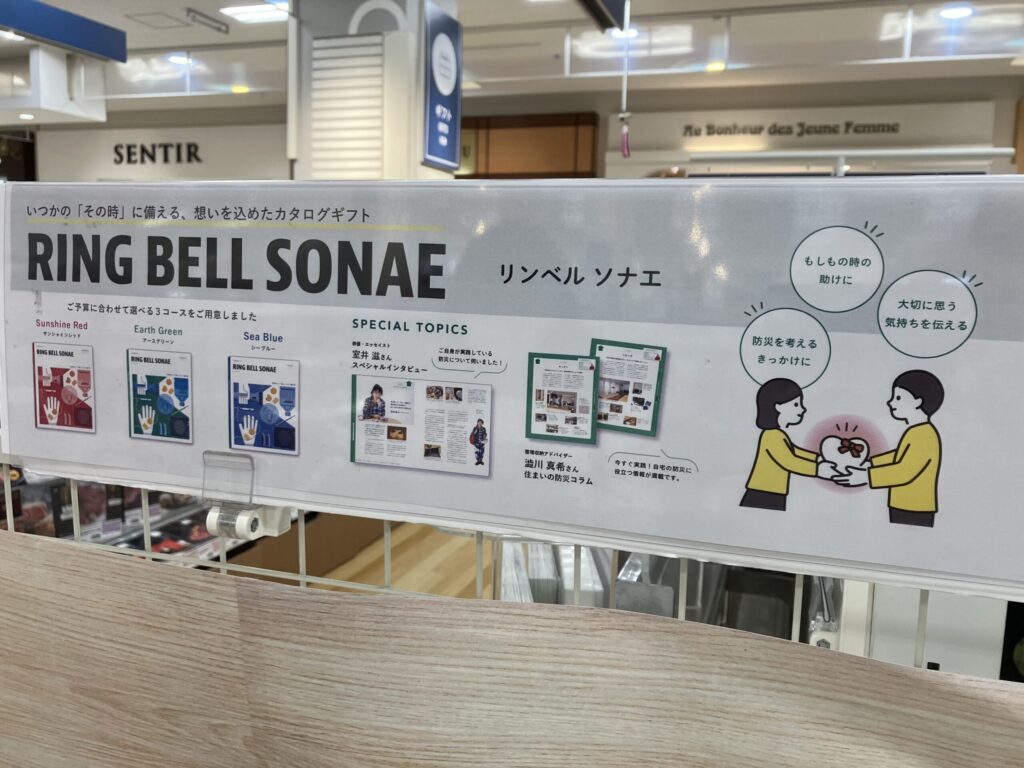 SENTIR
ギフト
Au Bonheur des Jeune Femme
いつかの「その時」に備える、想いを込めたカタログギフト
RING BELL SONAE
リンベル ソナエ
ご予算に合わせて選べる3コースをご用意しました
Sunshine Red
サンシャインレッド
RING BELL SONAE
Earth Green
アースグリーン
RING BELL SONAE
Sea Blue
シーブルー
RING BELL SONAE
SPECIAL TOPICS
俳優・エッセイスト
室井 滋さん
スペシャルインタビュー
ご自身が実践している
防災について伺いました!
整理収納アドバイザー
澁川 真希さん
住まいの防災コラム
今すぐ実践!自宅の防災に
役立つ情報が満載です。
もしもの時の
助けに
大切に思う
気持ちを伝える
防災を考える
きっかけに